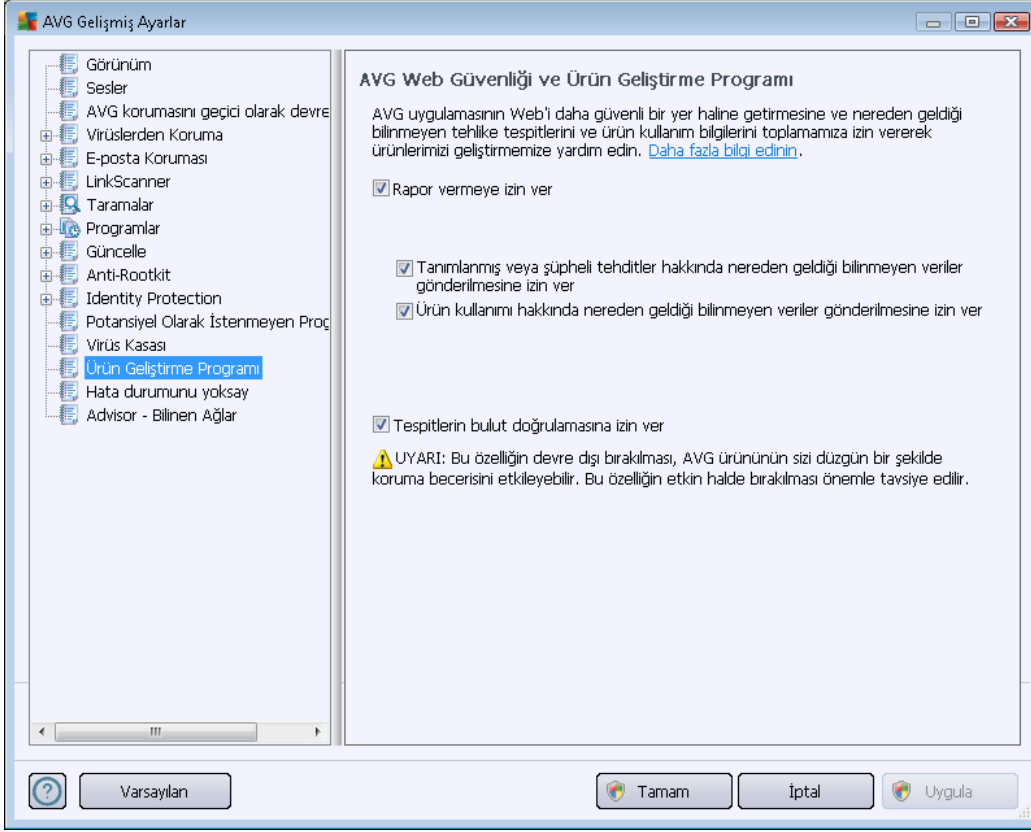 AVG Gelişmiş Ayarlar
Görünüm
Sesler
AVG korumasını geçici olarak devre
Virüslerden Koruma
E-posta Koruması
LinkScanner
Taramalar
Programlar
Güncelle
Anti-Rootkit
Identity Protection
Potansiyel Olarak İstenmeyen Prog
Virüs Kasası
Ürün Geliştirme Programı
Hata durumunu yoksay
Advisor - Bilinen Ağlar
AVG Web Güvenliği ve Ürün Geliştirme Programı
AVG uygulamasının Web'i daha güvenli bir yer haline getirmesine ve nereden geldiği
bilinmeyen tehlike tespitlerini ve ürün kullanım bilgilerini toplamamıza izin vererek
ürünlerimizi geliştirmemize yardım edin. Daha fazla bilgi edinin.
Rapor vermeye izin ver
Tanımlanmış veya şüpheli tehditler hakkında nereden geldiği bilinmeyen veriler
gönderilmesine izin ver
Ürün kullanımı hakkında nereden geldiği bilinmeyen veriler gönderilmesine izin ver
Tespitlerin bulut doğrulamasına izin ver
UYARI: Bu özelliğin devre dışı bırakılması, AVG ürününün sizi düzgün bir şekilde
koruma becerisini etkileyebilir. Bu özelliğin etkin halde bırakılması önemle tavsiye edilir.
Varsayılan
Tamam
İptal
Uygula